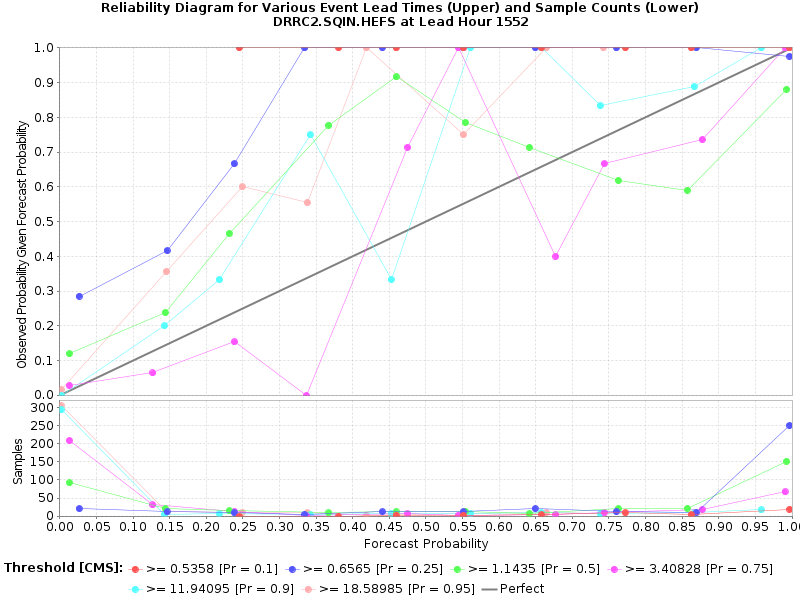 Reliability Diagram for Various Event Lead Times (Upper) and Sample Counts (Lower)
DRRC2.SQIN.HEFS at Lead Hour 1552
Observed Probability Given Forecast Probability
1.0
0.9
0.8
0.7
0.6
0.5
0.4
0.3
0.2
0.1
0.0
Samples
300
250
200
150
100
50
0
0.00 0.05 0.10 0.15 0.20 0.25 0.30 0.35 0.40 0.45 0.50 0.55 0.60 0.65 0.70 0.75 0.80 0.85 0.90 0.95 1.00
Forecast Probability
Threshold [CMS]: >= 0.5358 [Pr = 0.1] >= 0.6565 [Pr = 0.25] >= 1.1435 [Pr = 0.5] >= 3.40828 [Pr = 0.75]
>= 11.94095 [Pr = 0.9] >= 18.58985 [Pr = 0.95] Perfect